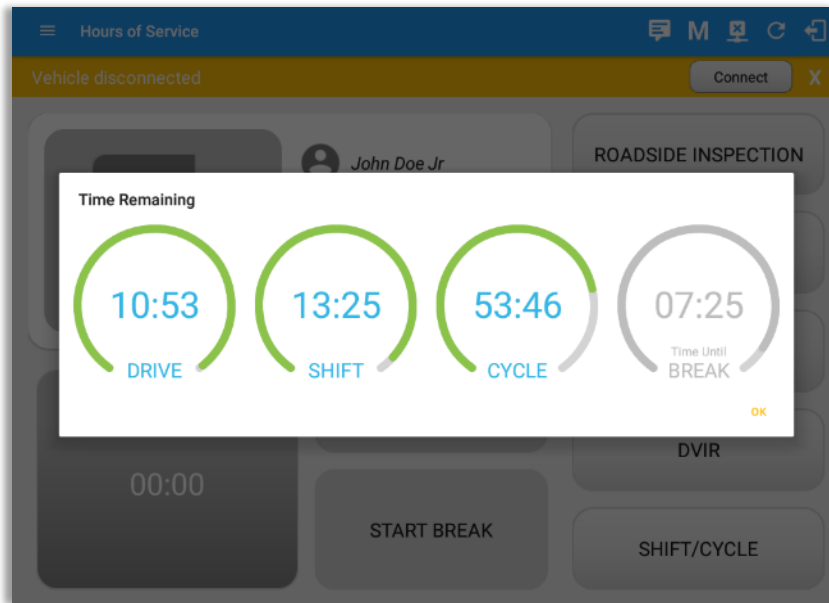 Hours of Service
M
Vehicle disconnected
Connect
X
John Doe Jr
ROADSIDE INSPECTION
Time Remaining
10:53
DRIVE
13:25
SHIFT
53:46
CYCLE
07:25
Time Until
BREAK
OK
DVIR
00:00
START BREAK
SHIFT/CYCLE